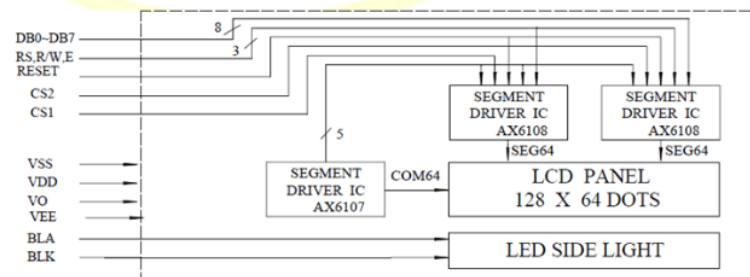 8
DB0~DB7
3
RS,R/W,E
RESET
CS2
CS1
SEGMENT
DRIVER IC
AX6108
SEGMENT
DRIVER IC
AX6108
5
SEG64
SEG64
VSS
VDD
VO
VEE
SEGMENT
DRIVER IC
AX6107
COM64
LCD PANEL
128 X 64 DOTS
BLA
BLK
LED SIDE LIGHT